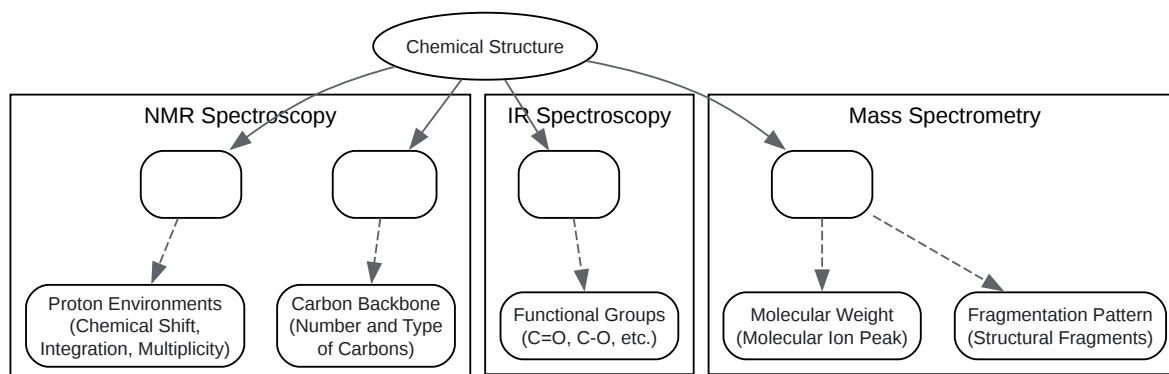 Chemical Structure
NMR Spectroscopy
IR Spectroscopy
Mass Spectrometry
Proton Environments
(Chemical Shift,
Integration, Multiplicity)
Carbon Backbone
(Number and Type
of Carbons)
Functional Groups
(C=O, C-O, etc.)
Molecular Weight
(Molecular Ion Peak)
Fragmentation Pattern
(Structural Fragments)